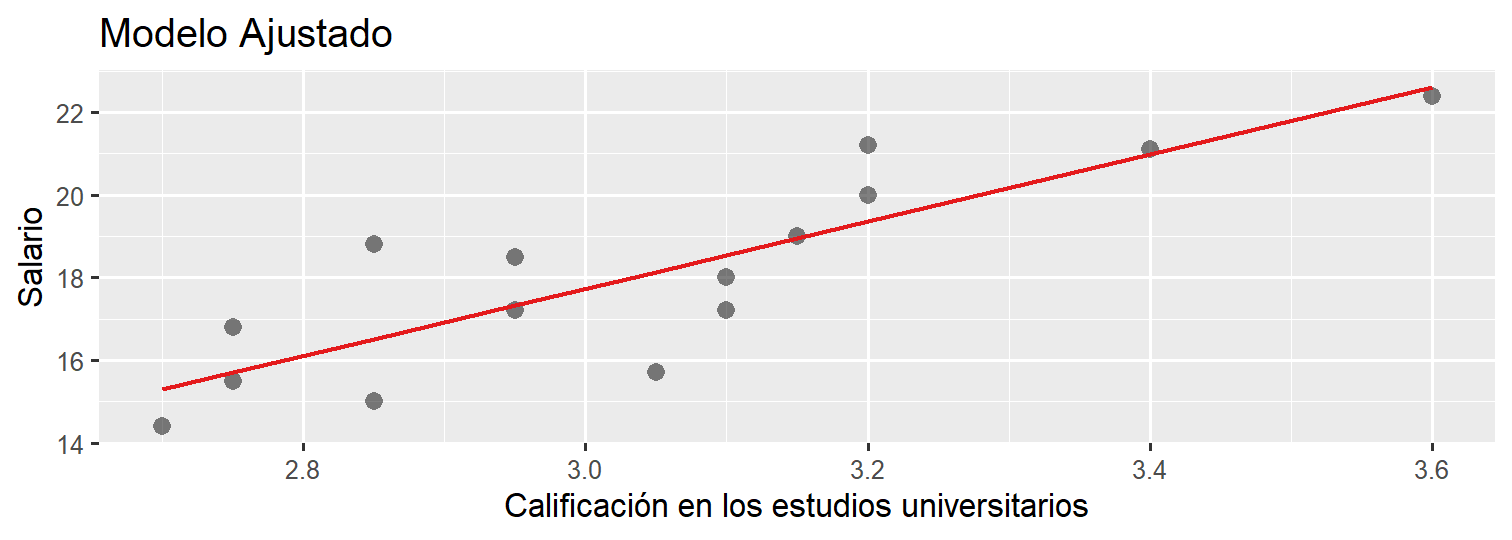 Modelo Ajustado
Salario
22
20
18
16
14
2.8 3.0 3.2 3.4 3.6
Calificación en los estudios universitarios